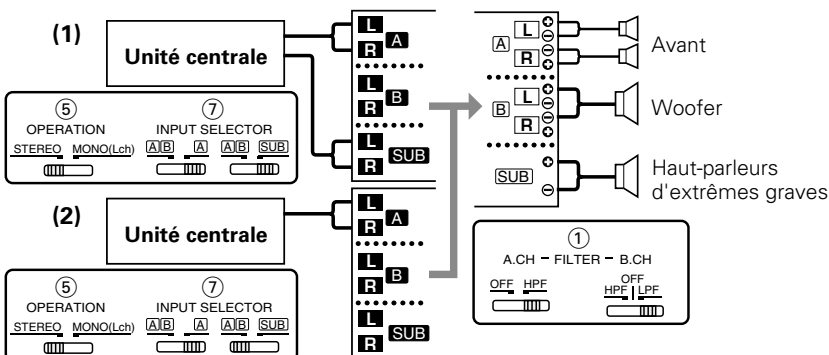 (1)
Unité centrale
⑤
OPERATION
STEREO MONO(Lch)
⑦
INPUT SELECTOR
A B A A B SUB
L
R
A
L
R
B
L
R
SUB
(2)
Unité centrale
⑤
OPERATION
STEREO MONO(Lch)
⑦
INPUT SELECTOR
A B A A B SUB
L
R
A
L
R
B
L
R
SUB
A
L
R
+
−
−
+
Avant
B
L
R
+
−
−
+
Woofer
SUB
+
−
Haut-parleurs
d'extrêmes graves
①
A.CH – FILTER – B.CH
OFF HPF
OFF
HPF LPF